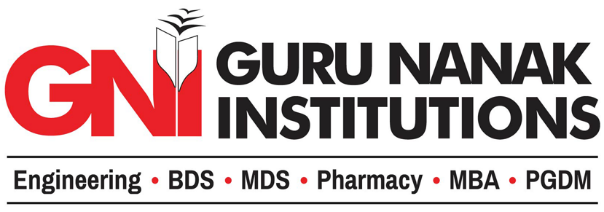 GNI GURU NANAK
INSTITUTIONS
Engineering • BDS • MDS • Pharmacy • MBA • PGDM